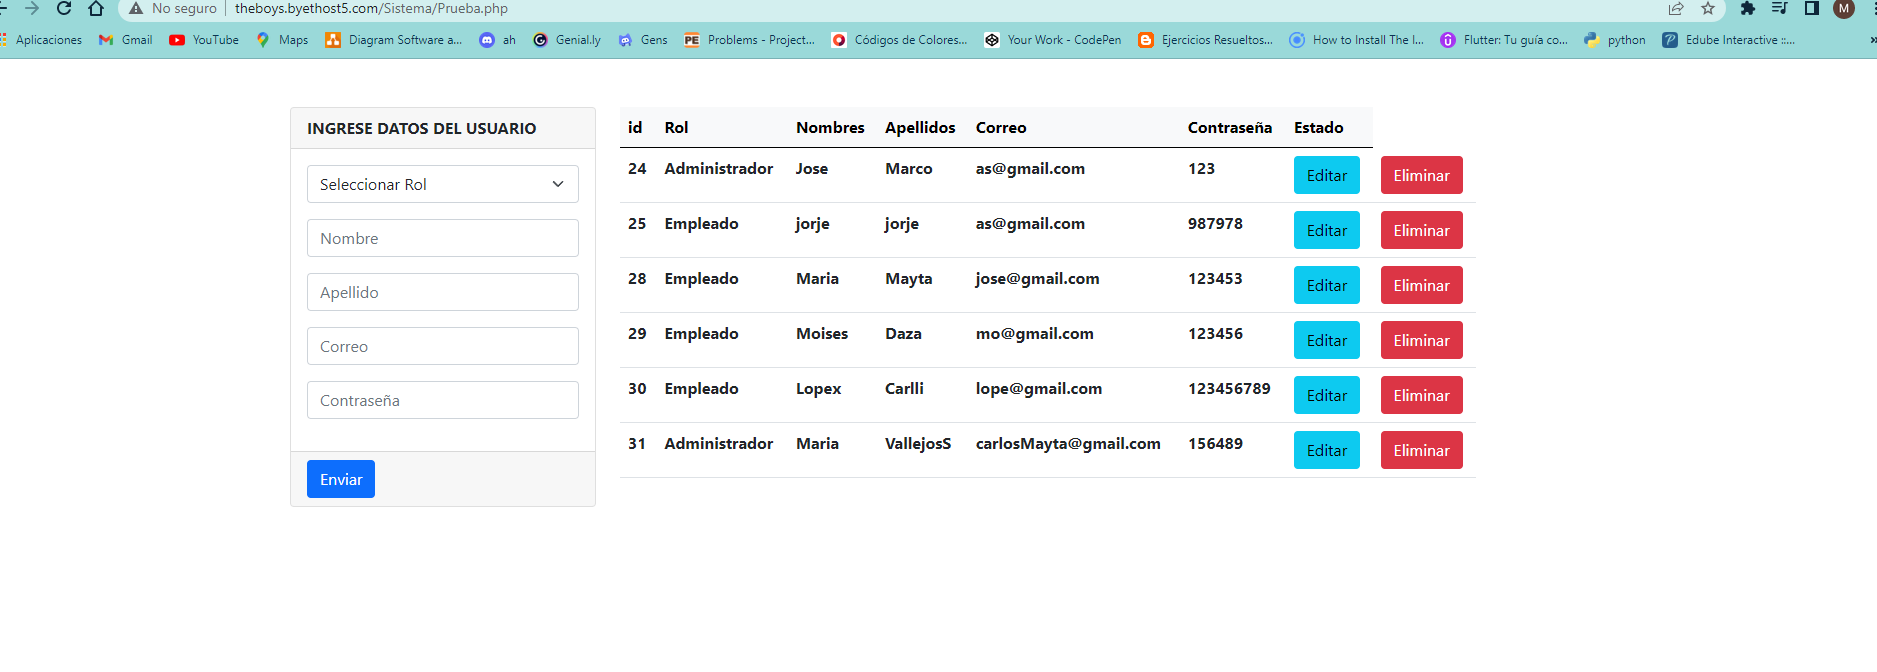 No seguro theboys.byethost5.com/Sistema/Prueba.php M
Aplicaciones Gmail YouTube Maps Diagram Software a... ah Genial.ly Gens PE Problems - Project... Códigos de Colores... Your Work - CodePen Ejercicios Resueltos... How to Install The I... Flutter: Tu guía co... python Edube Interactive ::... »
INGRESE DATOS DEL USUARIO
Seleccionar Rol
Nombre
Apellido
Correo
Contraseña
Enviar
id Rol Nombres Apellidos Correo Contraseña Estado
24 Administrador Jose Marco as@gmail.com 123 Editar Eliminar
25 Empleado jorje jorje as@gmail.com 987978 Editar Eliminar
28 Empleado Maria Mayta jose@gmail.com 123453 Editar Eliminar
29 Empleado Moises Daza mo@gmail.com 123456 Editar Eliminar
30 Empleado Lopex Carlli lope@gmail.com 123456789 Editar Eliminar
31 Administrador Maria VallejosS carlosMayta@gmail.com 156489 Editar Eliminar